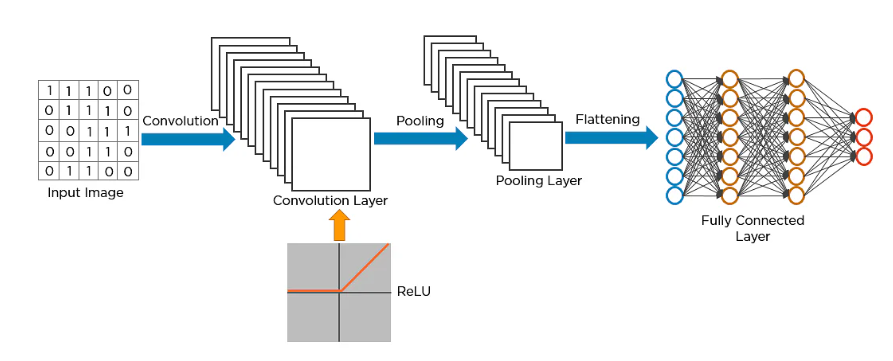 1 1 1 0 0
0 1 1 1 0
0 0 1 1 1
0 0 1 1 0
0 1 1 0 0
Input Image
Convolution
Convolution Layer
ReLU
Pooling
Pooling Layer
Flattening
Fully Connected
Layer